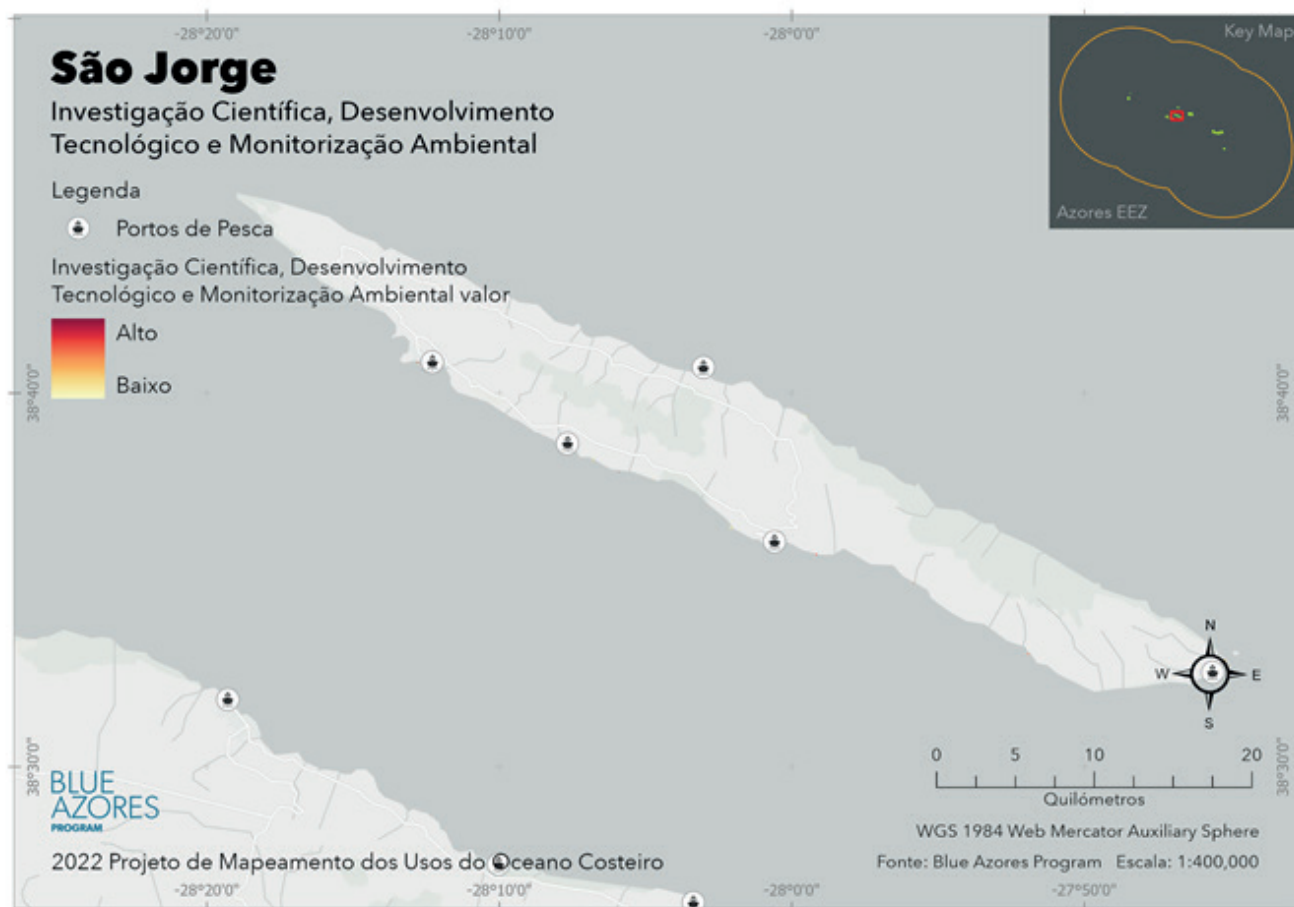 -28°20'0"
-28°10'0"
-28°0'0"
Key Map
São Jorge
Investigação Científica, Desenvolvimento
Tecnológico e Monitorização Ambiental
Legenda
Portos de Pesca
Investigação Científica, Desenvolvimento
Tecnológico e Monitorização Ambiental valor
Alto
Baixo
Azores EEZ
38°40'0"
38°40'0"
N
W
E
S
38°30'0"
38°30'0"
0
5
10
20
Quilómetros
BLUE
AZORES
PROGRAM
WGS 1984 Web Mercator Auxiliary Sphere
2022 Projeto de Mapeamento dos Usos do Oceano Costeiro
Fonte: Blue Azores Program Escala: 1:400,000
-28°20'0"
-28°10'0"
-28°0'0"
-27°50'0"